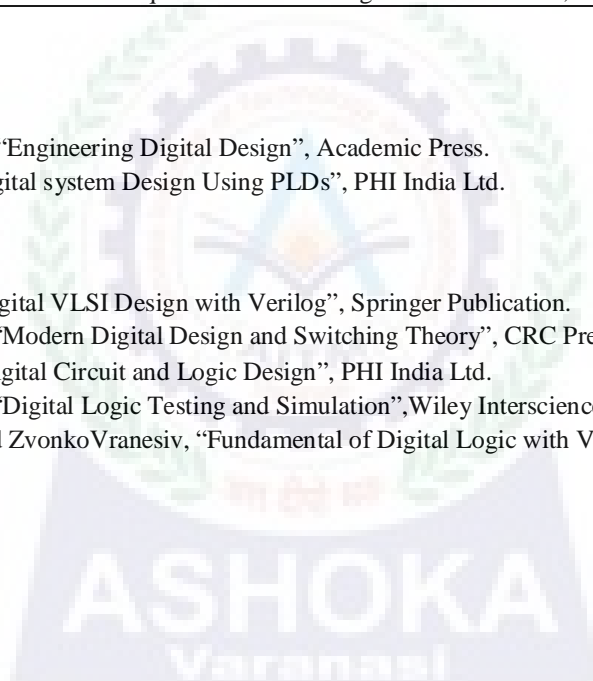 “Engineering Digital Design”, Academic Press.
gital system Design Using PLDs”, PHI India Ltd.
gital VLSI Design with Verilog”, Springer Publication.
“Modern Digital Design and Switching Theory”, CRC Pre
gital Circuit and Logic Design”, PHI India Ltd.
“Digital Logic Testing and Simulation”,Wiley Interscience
d ZvonkoVranesiv, “Fundamental of Digital Logic with V
ASHOKA
Varanasi